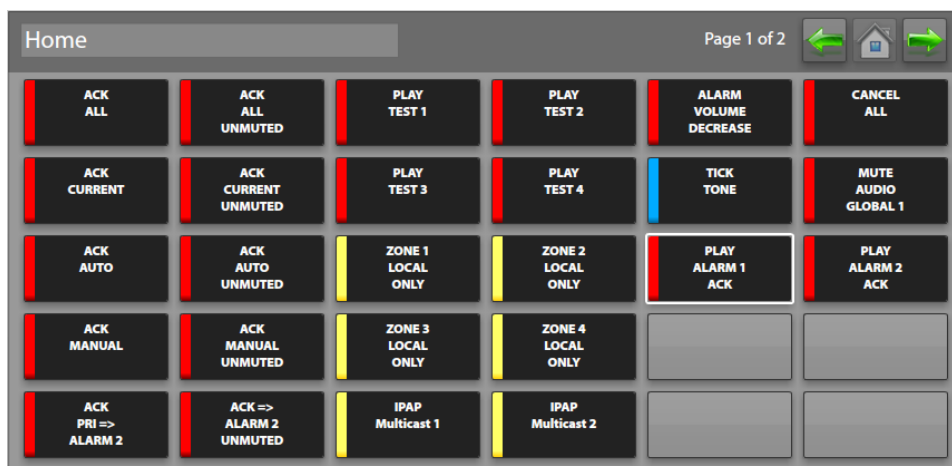 Home
Page 1 of 2
ACK
ALL
ACK
ALL
UNMUTED
PLAY
TEST 1
PLAY
TEST 2
ALARM
VOLUME
DECREASE
CANCEL
ALL
ACK
CURRENT
ACK
CURRENT
UNMUTED
PLAY
TEST 3
PLAY
TEST 4
TICK
TONE
MUTE
AUDIO
GLOBAL 1
ACK
AUTO
ACK
AUTO
UNMUTED
ZONE 1
LOCAL
ONLY
ZONE 2
LOCAL
ONLY
PLAY
ALARM 1
ACK
PLAY
ALARM 2
ACK
ACK
MANUAL
ACK
MANUAL
UNMUTED
ZONE 3
LOCAL
ONLY
ZONE 4
LOCAL
ONLY
ACK
PRI =>
ALARM 2
ACK =>
ALARM 2
UNMUTED
IPAP
Multicast 1
IPAP
Multicast 2